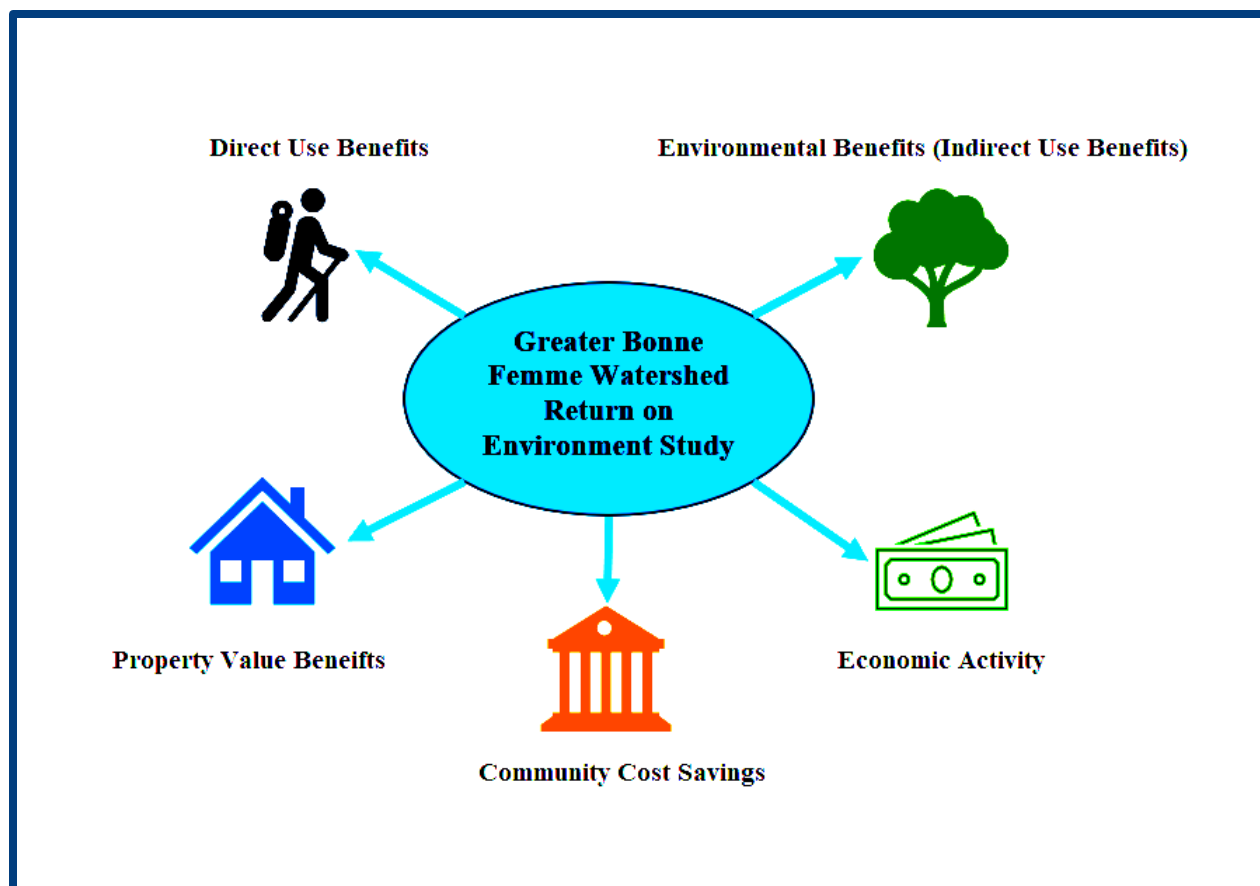 Direct Use Benefits
Environmental Benefits (Indirect Use Benefits)
Greater Bonne
Femme Watershed
Return on
Environment Study
Property Value Beneifts
Economic Activity
Community Cost Savings